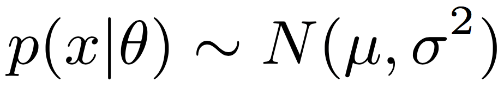 p(x|θ) ∼ N(μ, σ²)